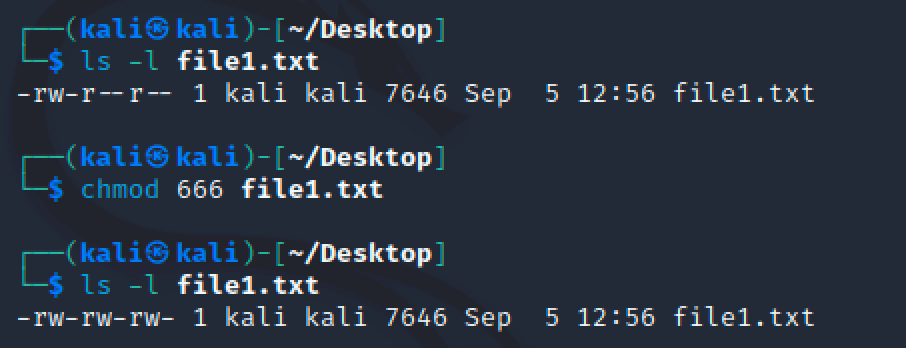 ┌──(kali㉿kali)-[~/Desktop]
└─$ ls -l file1.txt
-rw-r--r-- 1 kali kali 7646 Sep  5 12:56 file1.txt
┌──(kali㉿kali)-[~/Desktop]
└─$ chmod 666 file1.txt
┌──(kali㉿kali)-[~/Desktop]
└─$ ls -l file1.txt
-rw-rw-rw- 1 kali kali 7646 Sep  5 12:56 file1.txt